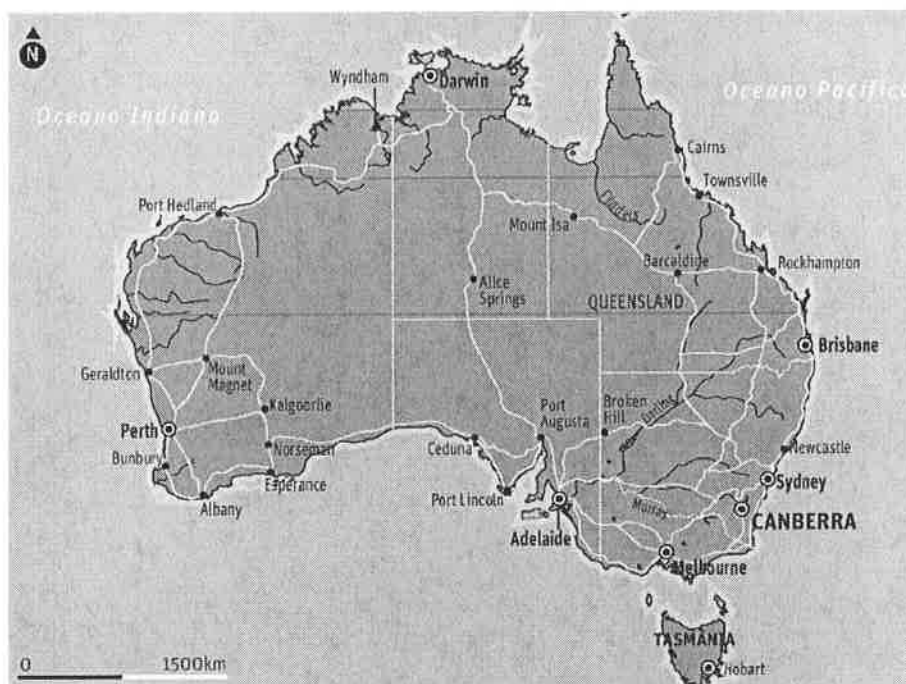 N
Darwin
Wyndham
Oceano Indiano
Oceano Pacifico
Cairns
Townsville
Port Hedland
Flinders
Mount Isa
Barcaldine
Rockhampton
Alice
Springs
QUEENSLAND
Brisbane
Geraldton
Mount
Magnet
Kalgoorlie
Port
Augusta
Broken
Hill
Darling
Perth
Norseman
Ceduna
Newcastle
Bunbury
Esperance
Sydney
Albany
Port Lincoln
Murray
CANBERRA
Adelaide
Melbourne
TASMANIA
Hobart
0 1500km